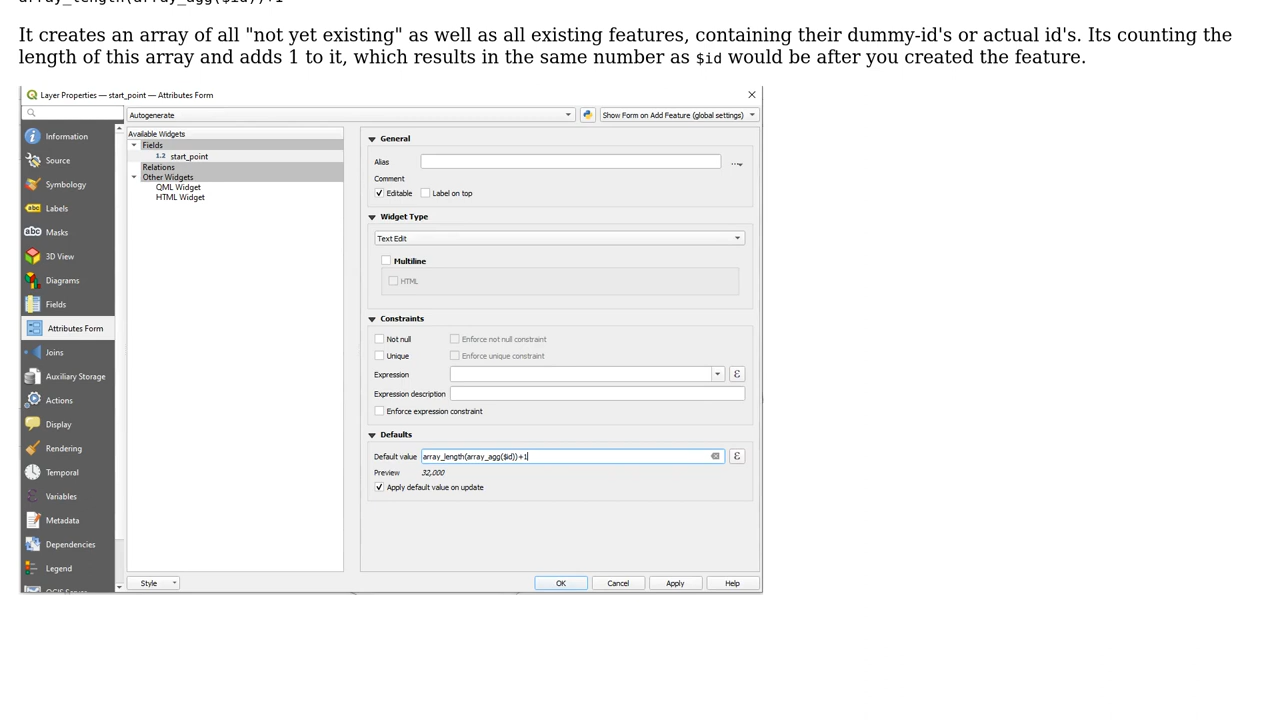 It creates an array of all "not yet existing" as well as all existing features, containing their dummy-id's or actual id's. Its counting the
length of this array and adds 1 to it, which results in the same number as $id would be after you created the feature.
Layer Properties — start_point — Attributes Form
Autogenerate
Show Form on Add Feature (global settings)
Information
Source
Symbology
Labels
Masks
3D View
Diagrams
Fields
Attributes Form
Joins
Auxiliary Storage
Actions
Display
Rendering
Temporal
Variables
Metadata
Dependencies
Legend
Available Widgets
Fields
1.2 start_point
Relations
Other Widgets
QML Widget
HTML Widget
General
Alias
Comment
Editable Label on top
Widget Type
Text Edit
Multiline
HTML
Constraints
Not null Enforce not null constraint
Unique Enforce unique constraint
Expression ε
Expression description
Enforce expression constraint
Defaults
Default value array_length(array_agg($id))+1 ε
Preview 32,000
Apply default value on update
Style OK Cancel Apply Help